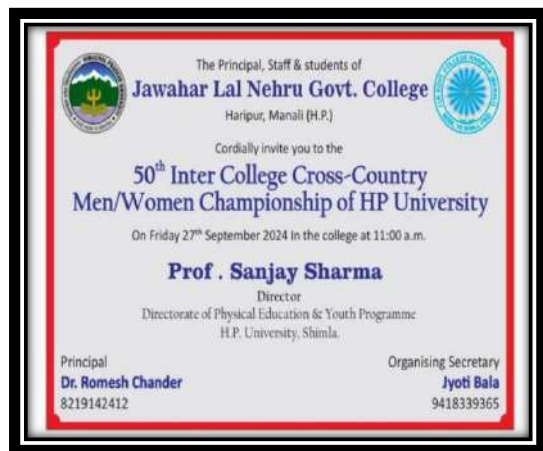 The Principal, Staff & students of
Jawahar Lal Nehru Govt. College
Haripur, Manali (H.P.)
Cordially invite you to the
50th Inter College Cross-Country
Men/Women Championship of HP University
On Friday 27th September 2024 In the college at 11:00 a.m.
Prof . Sanjay Sharma
Director
Directorate of Physical Education & Youth Programme
H.P. University, Shimla.
Principal
Dr. Romesh Chander
8219142412
Organising Secretary
Jyoti Bala
9418339365